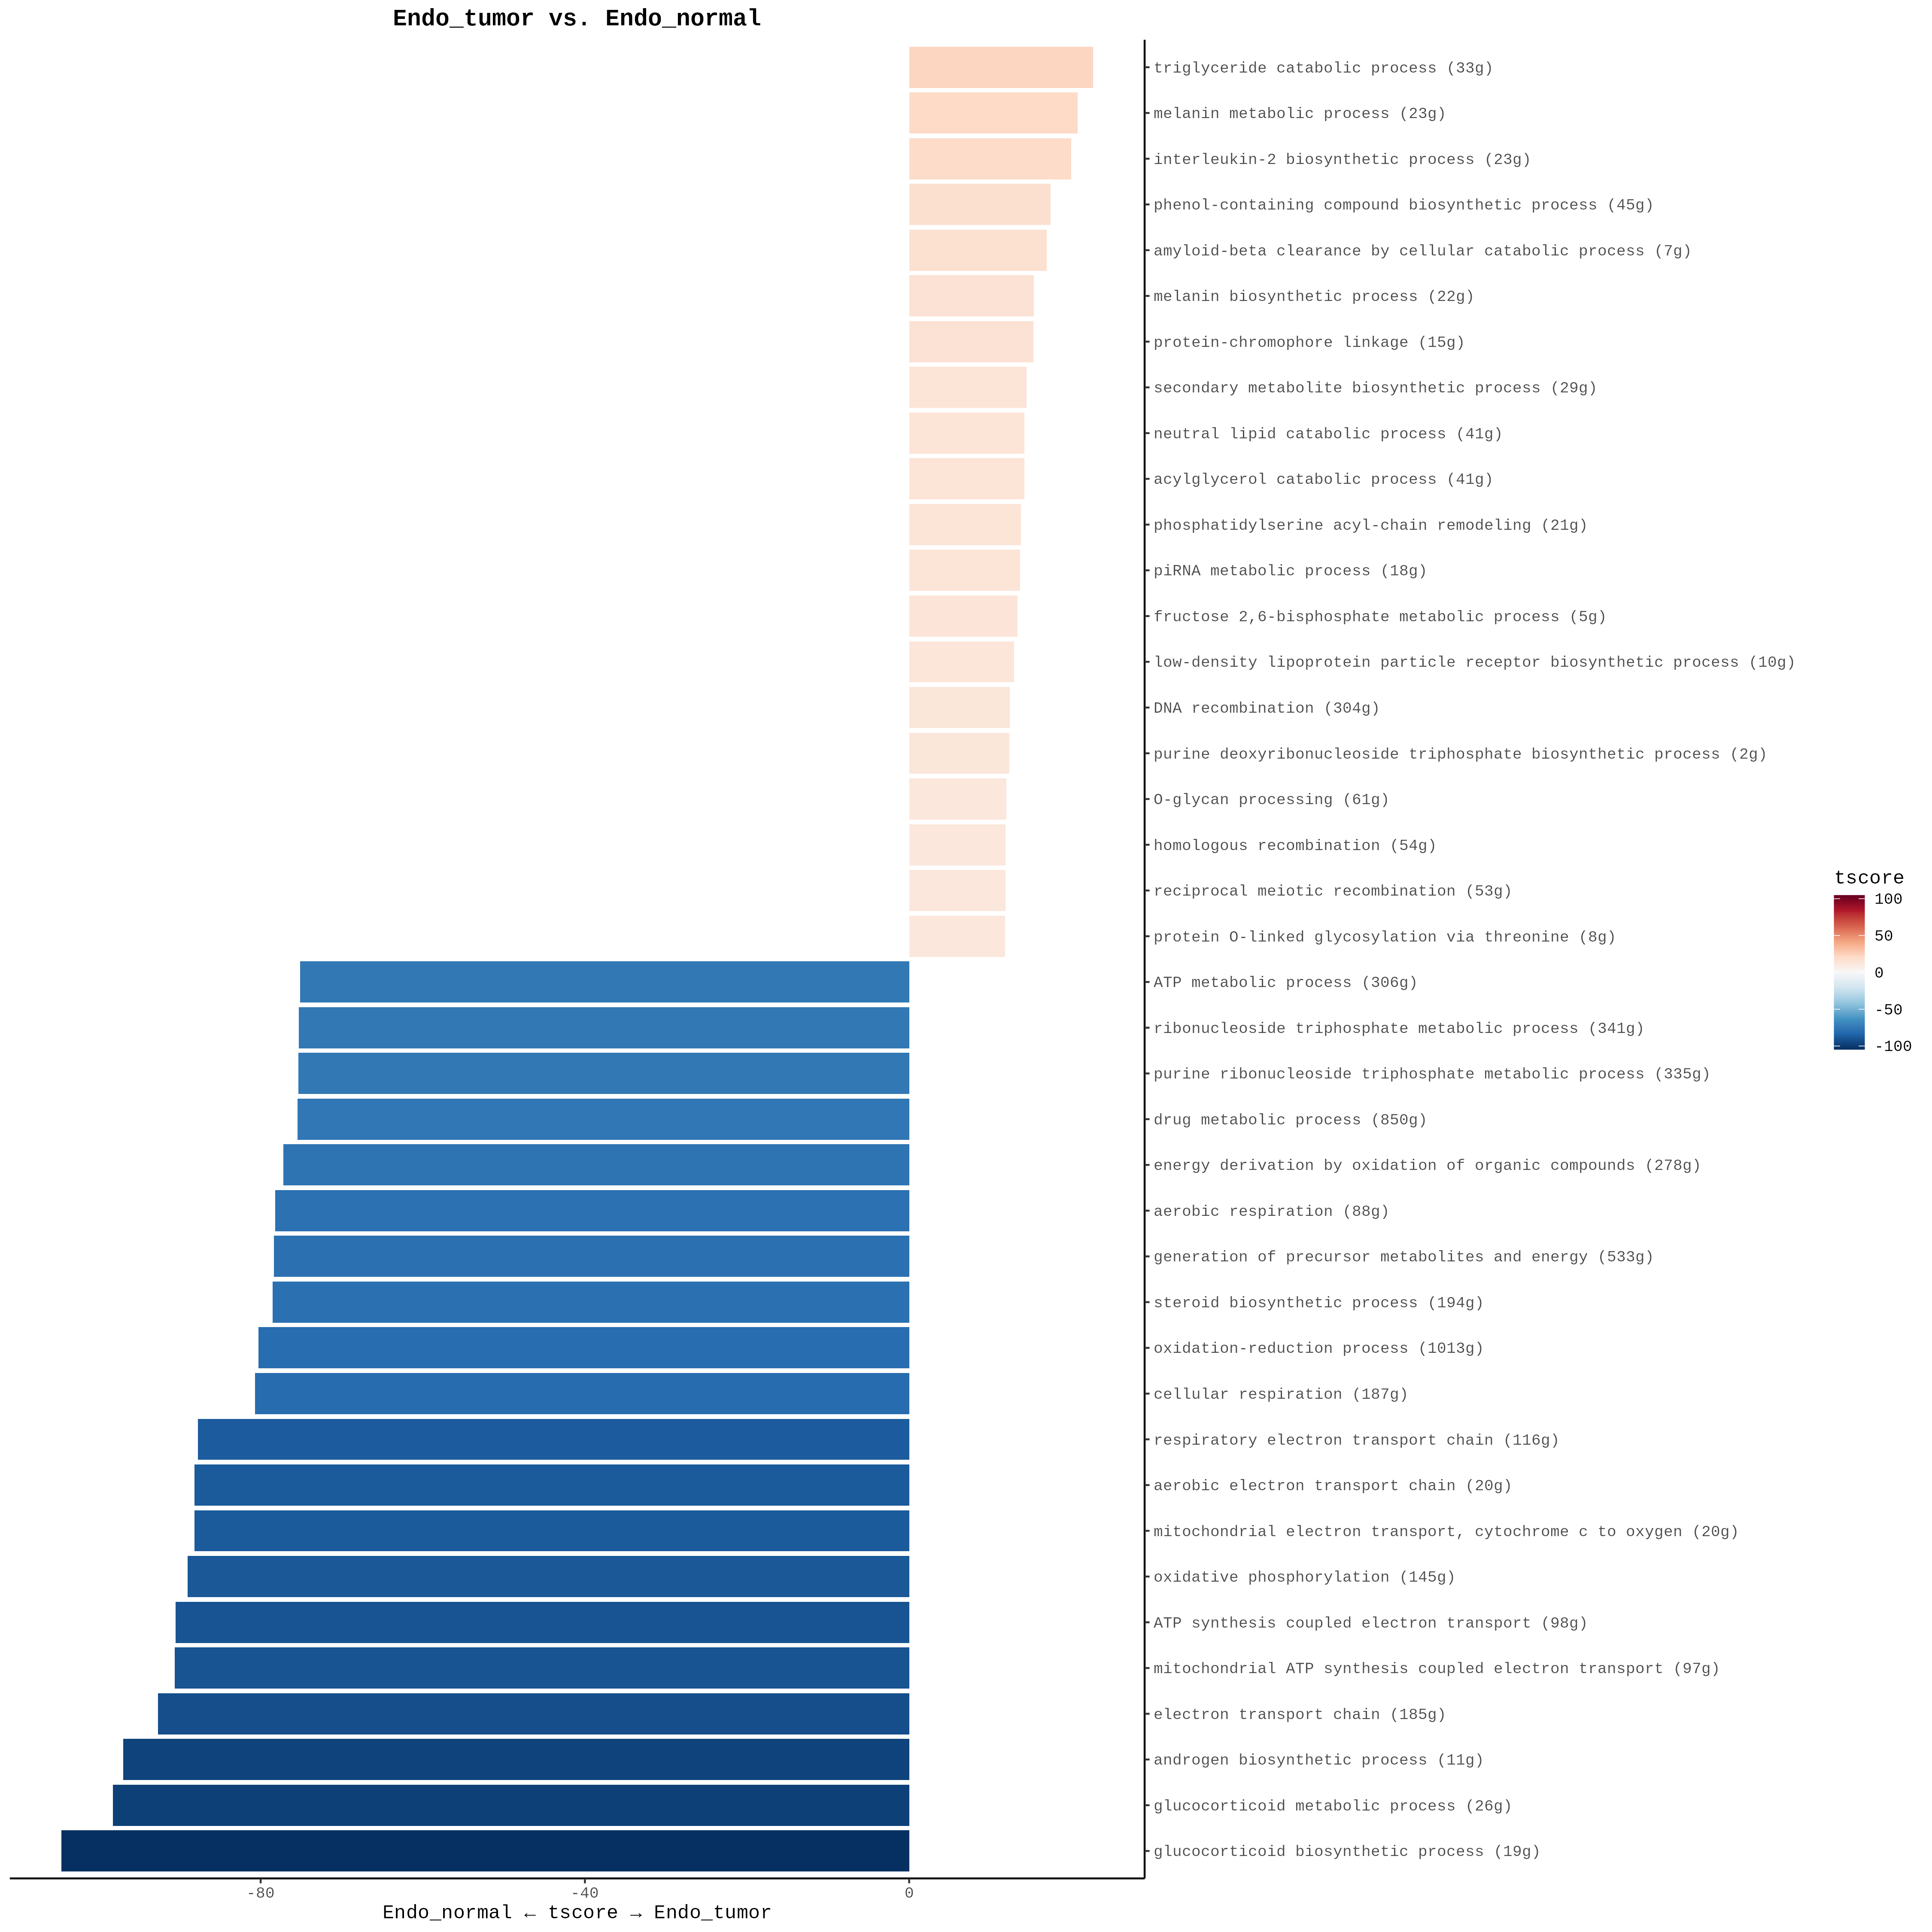 Endo_tumor vs. Endo_normal
triglyceride catabolic process (33g)
melanin metabolic process (23g)
interleukin-2 biosynthetic process (23g)
phenol-containing compound biosynthetic process (45g)
amyloid-beta clearance by cellular catabolic process (7g)
melanin biosynthetic process (22g)
protein-chromophore linkage (15g)
secondary metabolite biosynthetic process (29g)
neutral lipid catabolic process (41g)
acylglycerol catabolic process (41g)
phosphatidylserine acyl-chain remodeling (21g)
piRNA metabolic process (18g)
fructose 2,6-bisphosphate metabolic process (5g)
low-density lipoprotein particle receptor biosynthetic process (10g)
DNA recombination (304g)
purine deoxyribonucleoside triphosphate biosynthetic process (2g)
O-glycan processing (61g)
homologous recombination (54g)
reciprocal meiotic recombination (53g)
protein O-linked glycosylation via threonine (8g)
ATP metabolic process (306g)
ribonucleoside triphosphate metabolic process (341g)
purine ribonucleoside triphosphate metabolic process (335g)
drug metabolic process (850g)
energy derivation by oxidation of organic compounds (278g)
aerobic respiration (88g)
generation of precursor metabolites and energy (533g)
steroid biosynthetic process (194g)
oxidation-reduction process (1013g)
cellular respiration (187g)
respiratory electron transport chain (116g)
aerobic electron transport chain (20g)
mitochondrial electron transport, cytochrome c to oxygen (20g)
oxidative phosphorylation (145g)
ATP synthesis coupled electron transport (98g)
mitochondrial ATP synthesis coupled electron transport (97g)
electron transport chain (185g)
androgen biosynthetic process (11g)
glucocorticoid metabolic process (26g)
glucocorticoid biosynthetic process (19g)
-80 -40 0
Endo_normal ← tscore → Endo_tumor
tscore
100
50
0
-50
-100